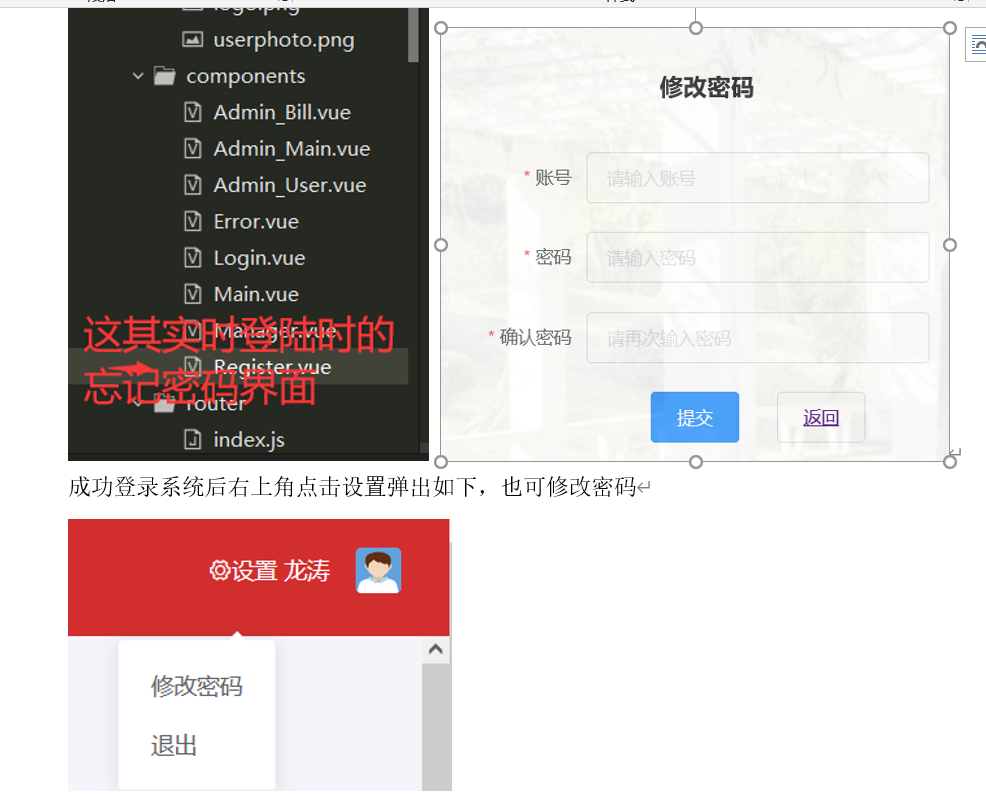 userphoto.png
components
Admin_Bill.vue
Admin_Main.vue
Admin_User.vue
Error.vue
Login.vue
Main.vue
Manager.vue
这其实时登陆时的
Register.vue
忘记密码界面
router
index.js
修改密码
* 账号 请输入账号
* 密码 请输入密码
* 确认密码 请再次输入密码
提交 返回
成功登录系统后右上角点击设置弹出如下，也可修改密码
设置 龙涛
修改密码
退出